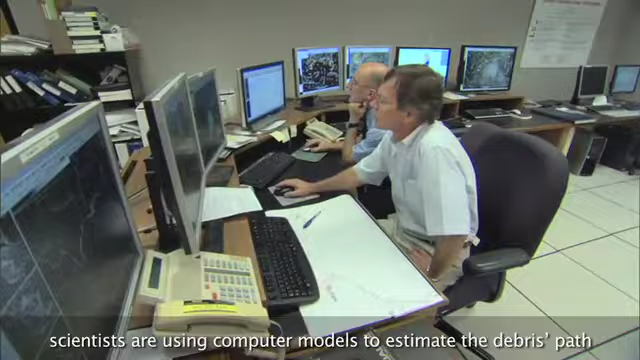 scientists are using computer models to estimate the debris’ path